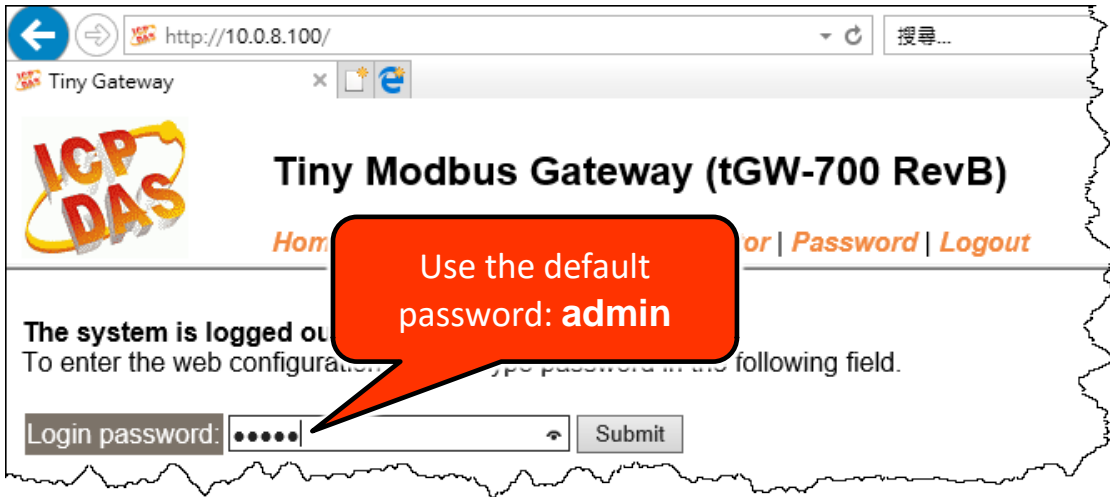 http://10.0.8.100/
搜尋...
Tiny Gateway
ICP
DAS
Tiny Modbus Gateway (tGW-700 RevB)
Hom
or | Password | Logout
Use the default
password: admin
The system is logged ou
To enter the web configurati
following field.
Login password:
Submit